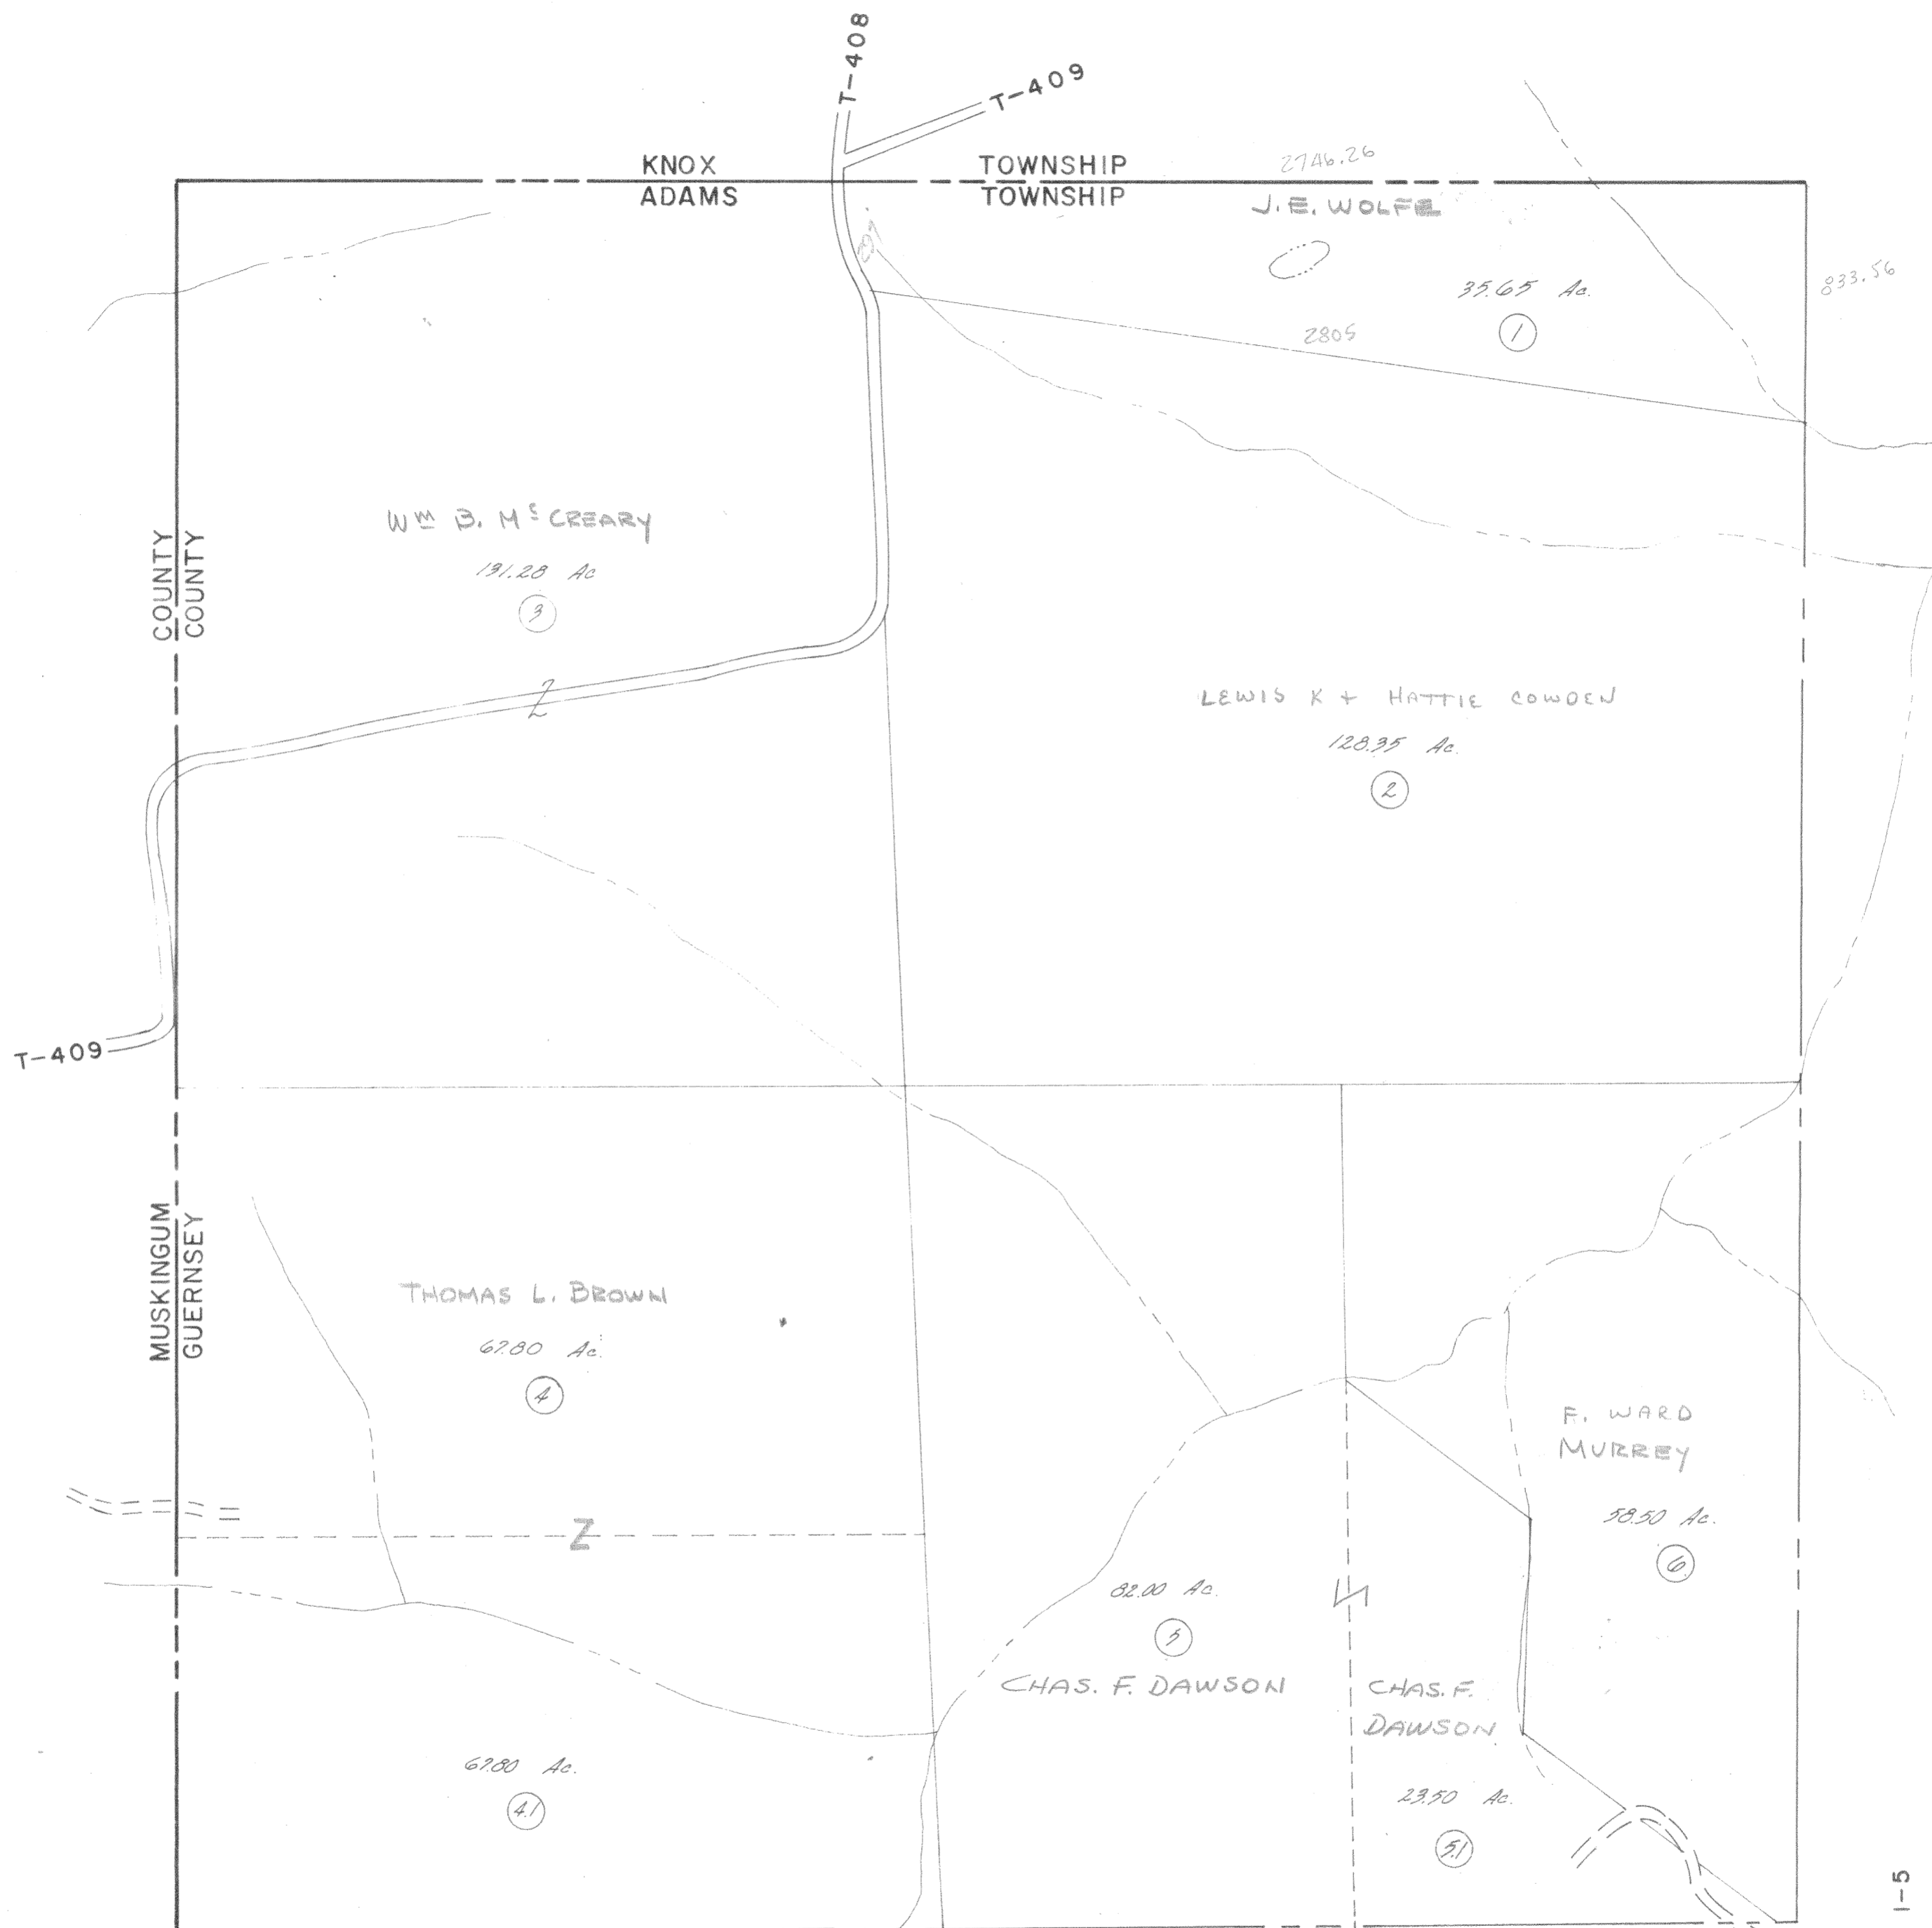 T-408
T-409
KNOX TOWNSHIP
ADAMS TOWNSHIP
2746.26
J.E. WOLFE
35.65 Ac.
1
833.56
2805
COUNTY
COUNTY
Wm B. Mc CREARY
131.28 Ac
3
Z
LEWIS K + HATTIE COWDEN
128.35 Ac.
2
T-409
MUSKINGUM
GUERNSEY
THOMAS L. BROWN
67.80 Ac.
4
F. WARD
MURREY
58.50 Ac.
6
Z
82.00 Ac.
5
Z
CHAS. F. DAWSON
CHAS. F.
DAWSON
67.80 Ac.
4.1
23.50 Ac.
5.1
1-5